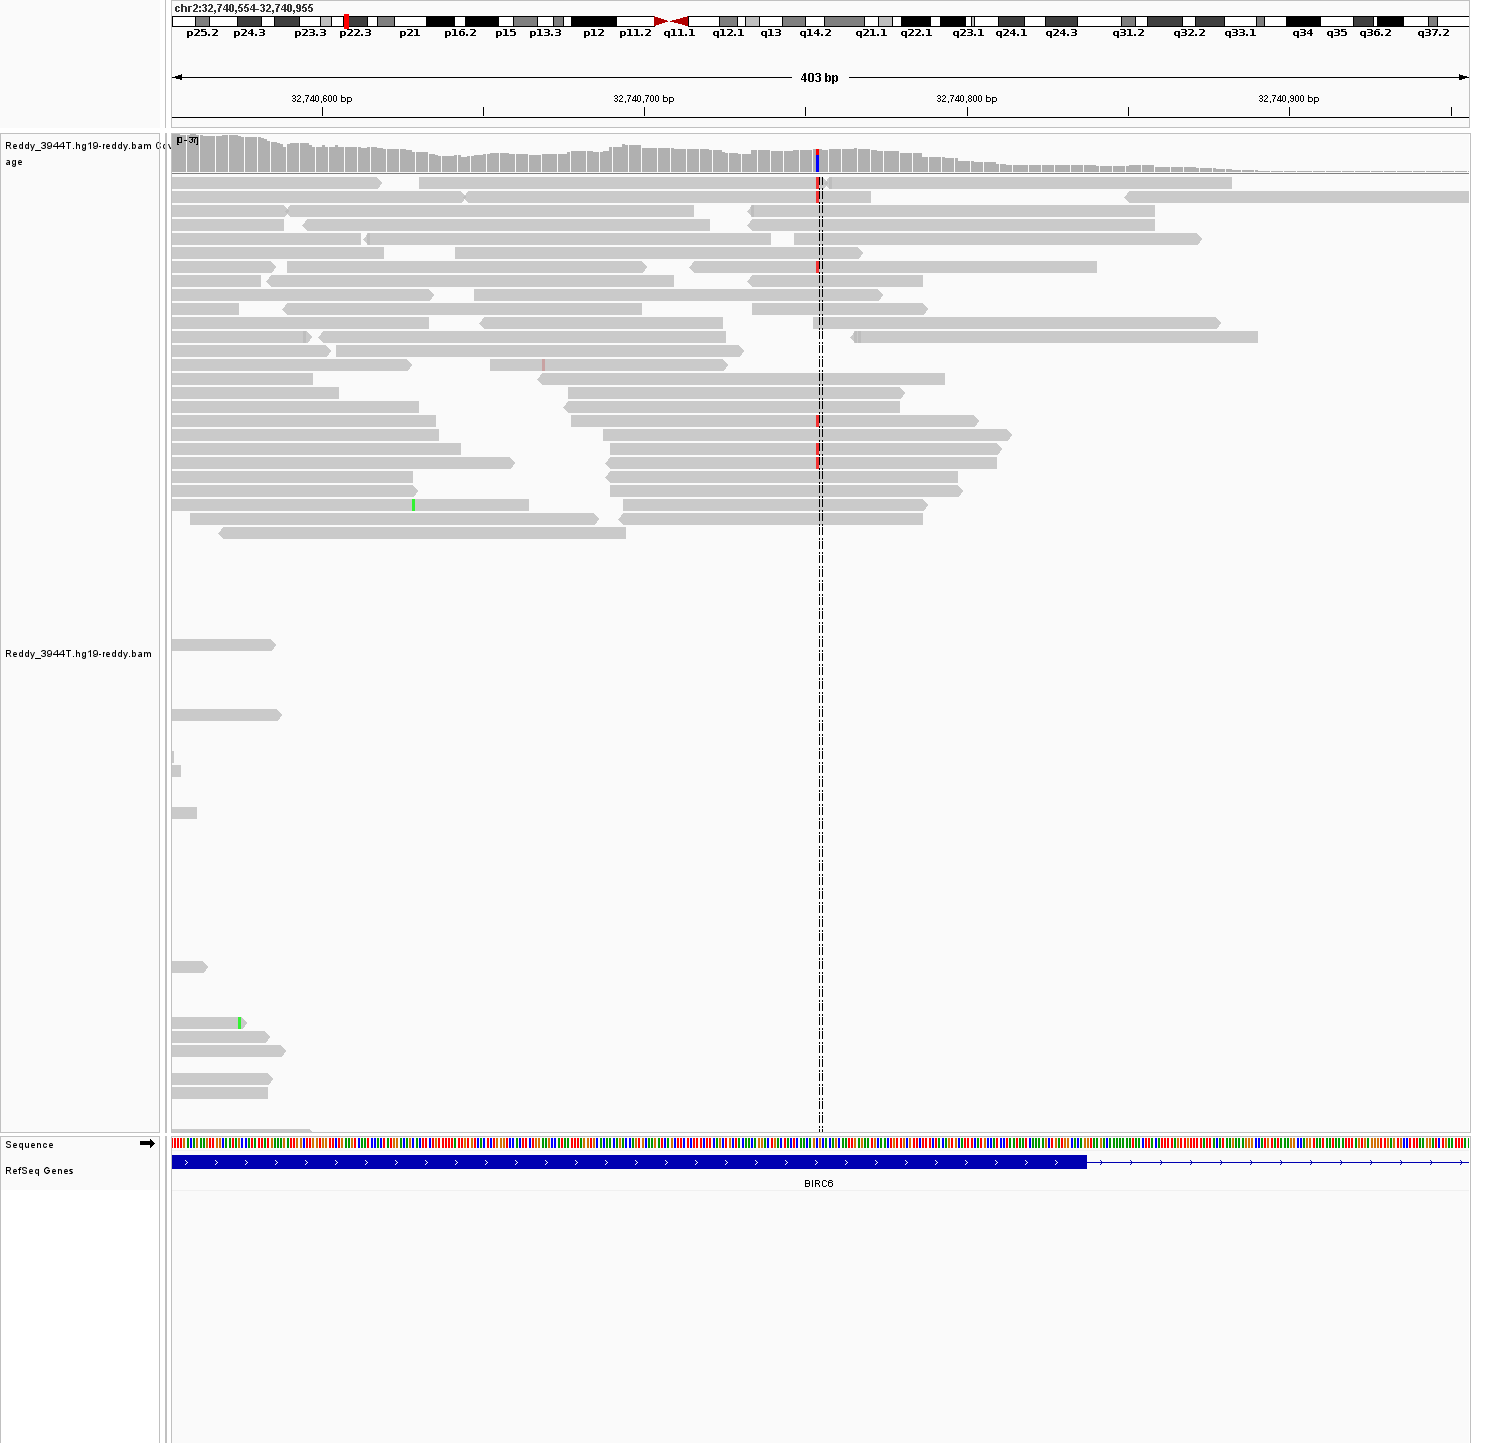 chr2:32,740,554-32,740,955
p25.2 p24.3 p23.3 p22.3 p21 p16.2 p15 p13.3 p12 p11.2 q11.1 q12.1 q13 q14.2 q21.1 q22.1 q23.1 q24.1 q24.3 q31.2 q32.2 q33.1 q34 q35 q36.2 q37.2
403 bp
32,740,600 bp 32,740,700 bp 32,740,800 bp 32,740,900 bp
Reddy_3944T.hg19-reddy.bam Cov
age
[0 - 37]
Reddy_3944T.hg19-reddy.bam
Sequence
RefSeq Genes
BIRC6